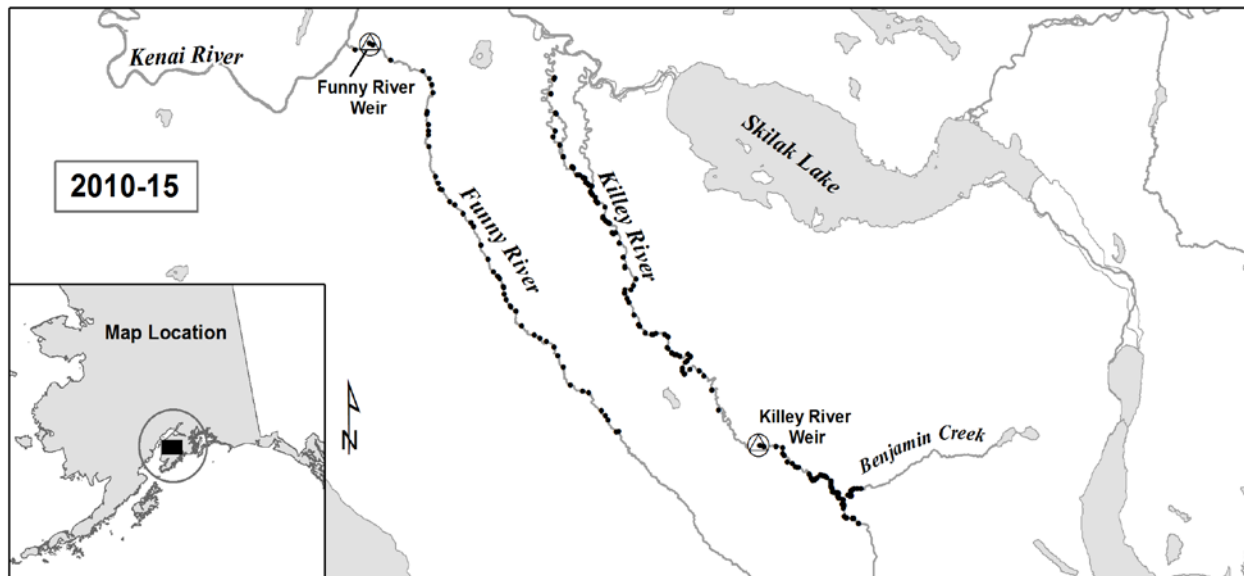 Kenai River
Funny River
Weir
2010-15
Funny River
Killey River
Skilak Lake
Map Location
N
Killey River
Weir
Benjamin Creek